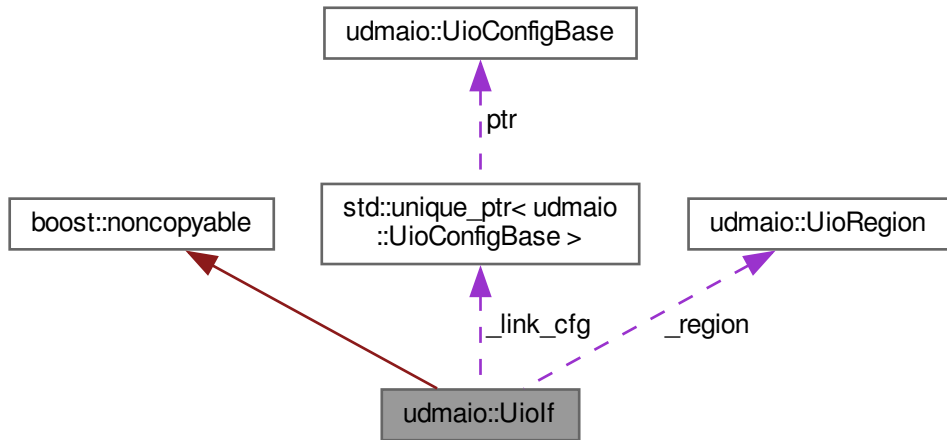 udmaio::UioConfigBase
ptr
boost::noncopyable
std::unique_ptr< udmaio
::UioConfigBase >
udmaio::UioRegion
_link_cfg
_region
udmaio::UioIf